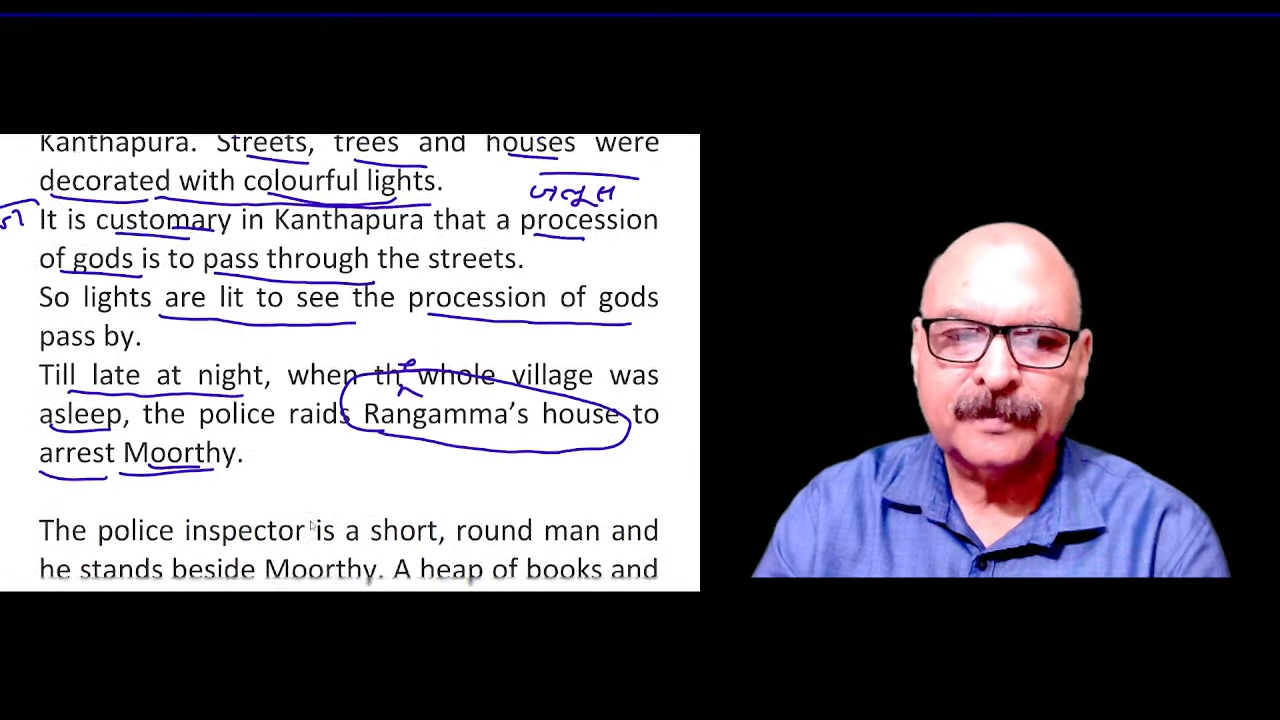 Kanthapura. Streets, trees and houses were
decorated with colourful lights.
जलूस
It is customary in Kanthapura that a procession
of gods is to pass through the streets.
So lights are lit to see the procession of gods
pass by.
Till late at night, when the whole village was
asleep, the police raids Rangamma's house to
arrest Moorthy.
The police inspector is a short, round man and
he stands beside Moorthy. A heap of books and